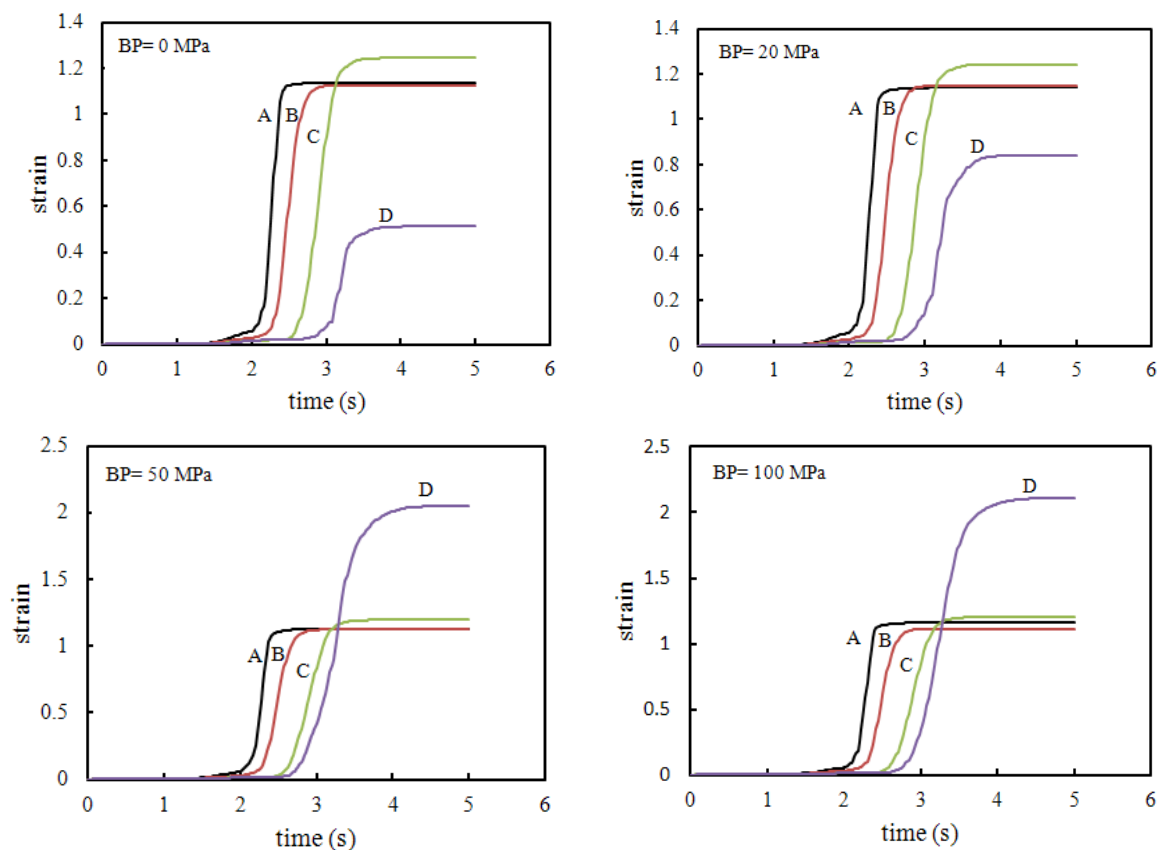 BP= 0 MPa
1.4
1.2
1
0.8
0.6
0.4
0.2
0
strain
A
B
C
D
0 1 2 3 4 5 6
time (s)
BP= 20 MPa
1.4
1.2
1
0.8
0.6
0.4
0.2
0
strain
A
B
C
D
0 1 2 3 4 5 6
time (s)
BP= 50 MPa
2.5
2
1.5
1
0.5
0
strain
D
A
B
C
0 1 2 3 4 5 6
time (s)
BP= 100 MPa
2.5
2
1.5
1
0.5
0
strain
D
A
B
C
0 1 2 3 4 5 6
time (s)